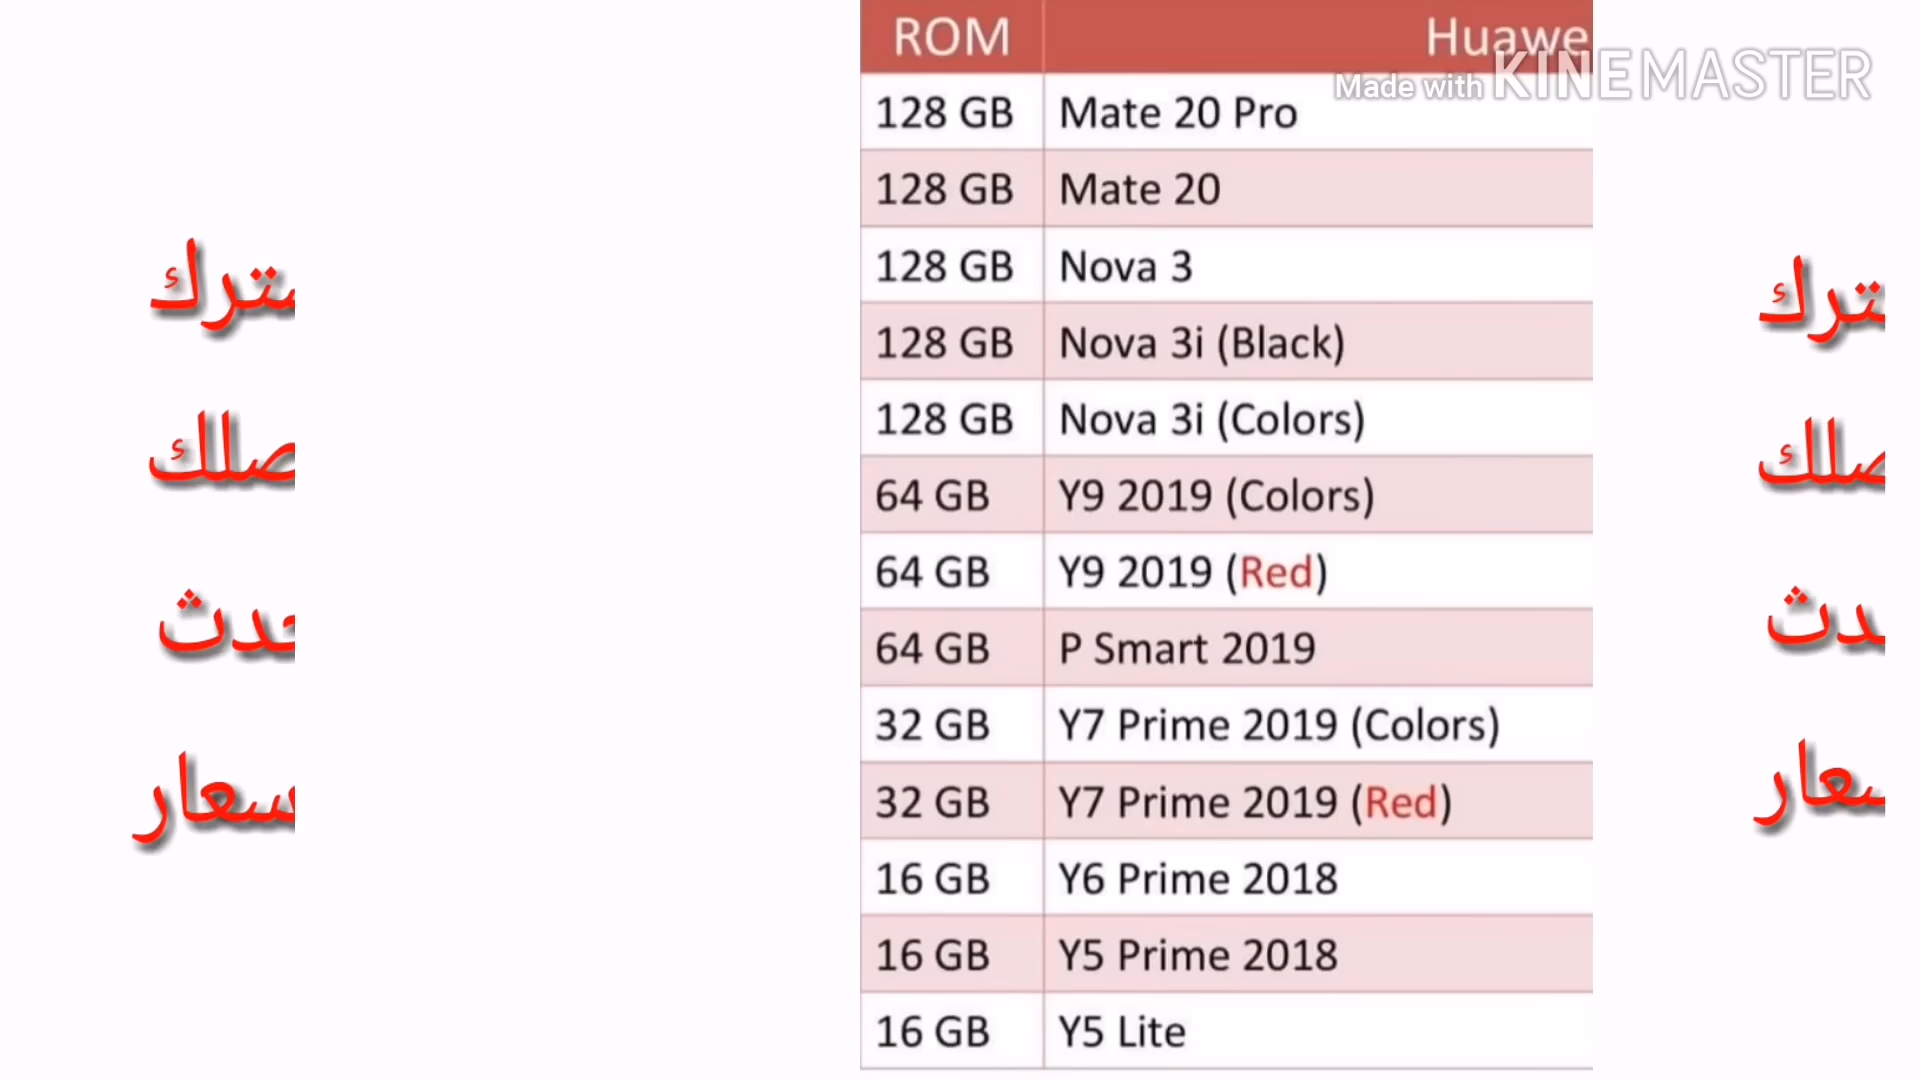 ROM Huawe
Made with KINEMASTER
128 GB Mate 20 Pro
128 GB Mate 20
128 GB Nova 3
128 GB Nova 3i (Black)
128 GB Nova 3i (Colors)
64 GB Y9 2019 (Colors)
64 GB Y9 2019 (Red)
64 GB P Smart 2019
32 GB Y7 Prime 2019 (Colors)
32 GB Y7 Prime 2019 (Red)
16 GB Y6 Prime 2018
16 GB Y5 Prime 2018
16 GB Y5 Lite